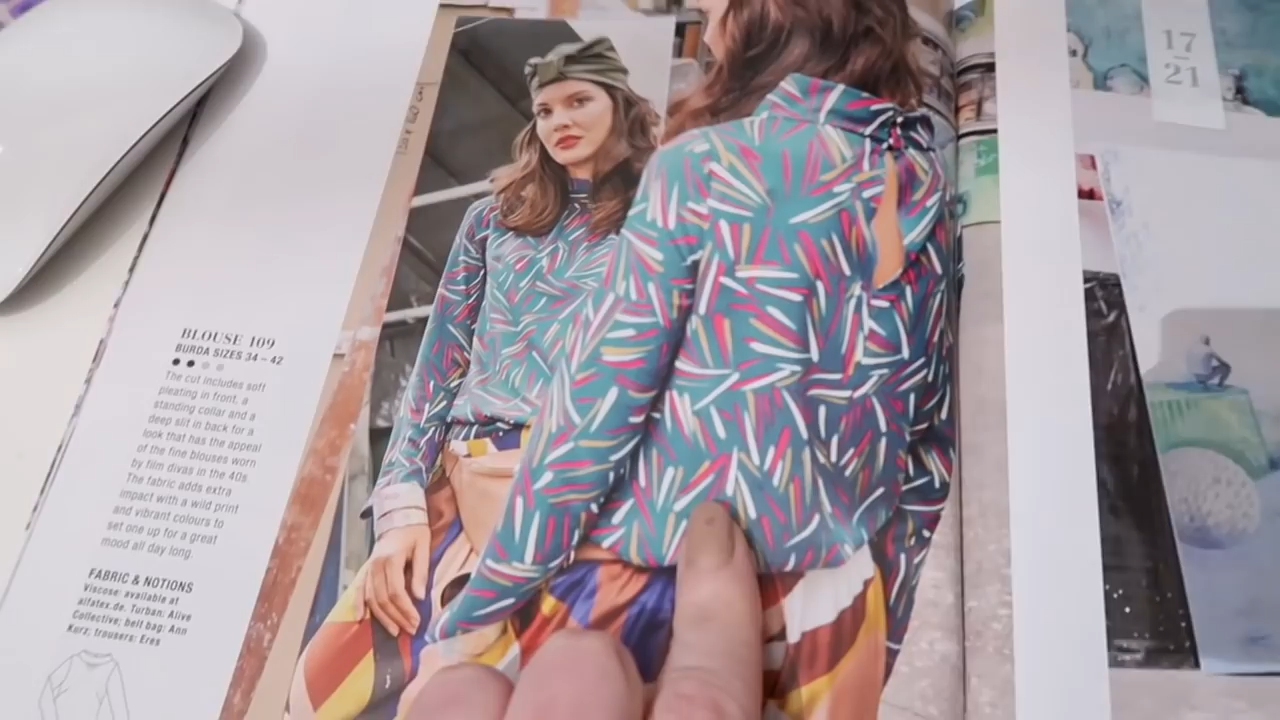 BLOUSE 109
BURDA SIZES 34 – 42
The cut includes soft
pleating in front, a
standing collar and a
deep slit in back for a
look that has the appeal
of the fine blouses worn
by film divas in the 40s.
The fabric adds extra
impact with a wild print
and vibrant colours to
set one up for a great
mood all day long.
FABRIC & NOTIONS
Viscose: available at
alfatex.de. Turban: Alive
Collective; belt bag: Ann
Kurz; trousers: Eres
17
–
21